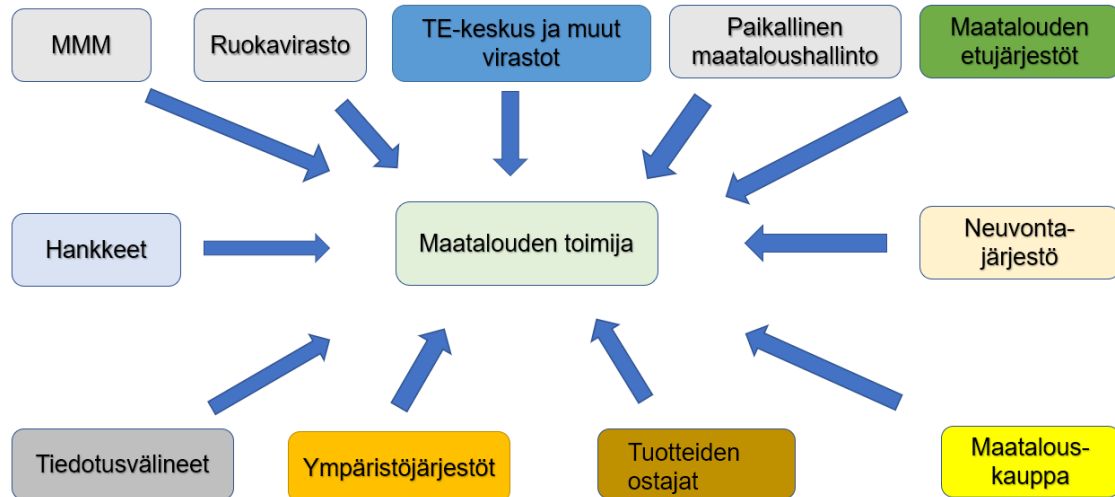 MMM
Ruokavirasto
TE-keskus ja muut
virastot
Paikallinen
maataloushallinto
Maatalouden
etujärjestöt
Hankkeet
Maatalouden toimija
Neuvonta-
järjestö
Tiedotusvälineet
Ympäristöjärjestöt
Tuotteiden
ostajat
Maatalous-
kauppa